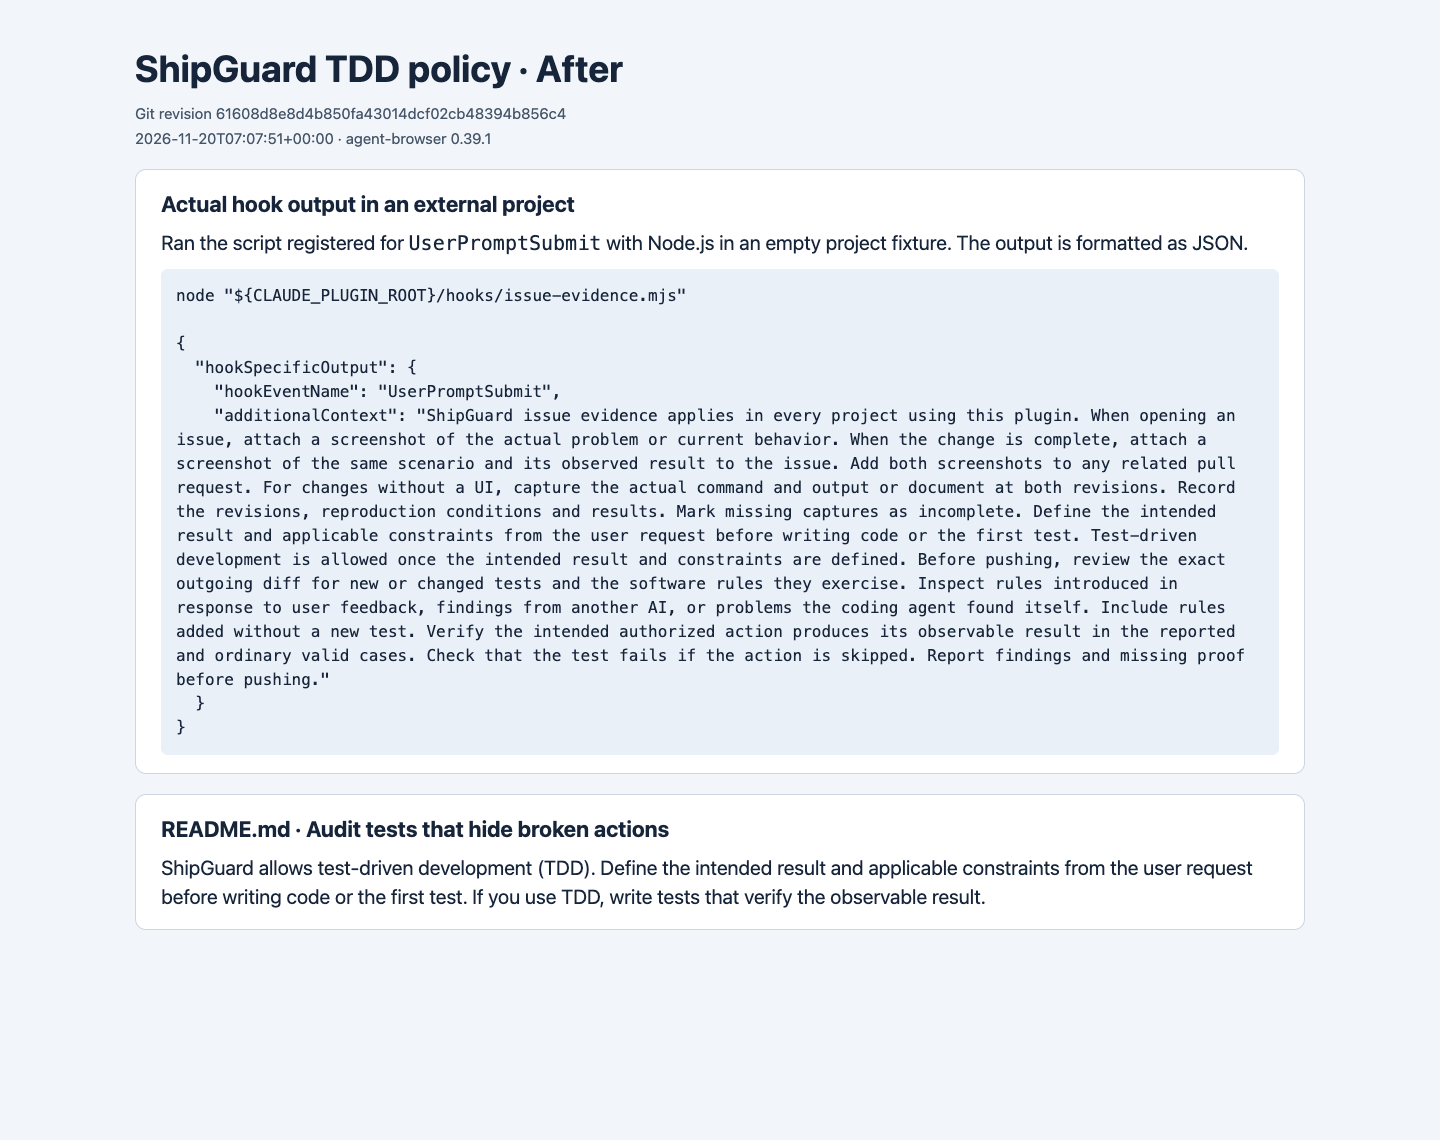 ShipGuard TDD policy · After
Git revision 61608d8e8d4b850fa43014dcf02cb48394b856c4
2026-11-20T07:07:51+00:00 · agent-browser 0.39.1
Actual hook output in an external project
Ran the script registered for UserPromptSubmit with Node.js in an empty project fixture. The output is formatted as JSON.
node "${CLAUDE_PLUGIN_ROOT}/hooks/issue-evidence.mjs"
{
  "hookSpecificOutput": {
    "hookEventName": "UserPromptSubmit",
    "additionalContext": "ShipGuard issue evidence applies in every project using this plugin. When opening an
issue, attach a screenshot of the actual problem or current behavior. When the change is complete, attach a
screenshot of the same scenario and its observed result to the issue. Add both screenshots to any related pull
request. For changes without a UI, capture the actual command and output or document at both revisions. Record
the revisions, reproduction conditions and results. Mark missing captures as incomplete. Define the intended
result and applicable constraints from the user request before writing code or the first test. Test-driven
development is allowed once the intended result and constraints are defined. Before pushing, review the exact
outgoing diff for new or changed tests and the software rules they exercise. Inspect rules introduced in
response to user feedback, findings from another AI, or problems the coding agent found itself. Include rules
added without a new test. Verify the intended authorized action produces its observable result in the reported
and ordinary valid cases. Check that the test fails if the action is skipped. Report findings and missing proof
before pushing."
  }
}
README.md · Audit tests that hide broken actions
ShipGuard allows test-driven development (TDD). Define the intended result and applicable constraints from the user request
before writing code or the first test. If you use TDD, write tests that verify the observable result.